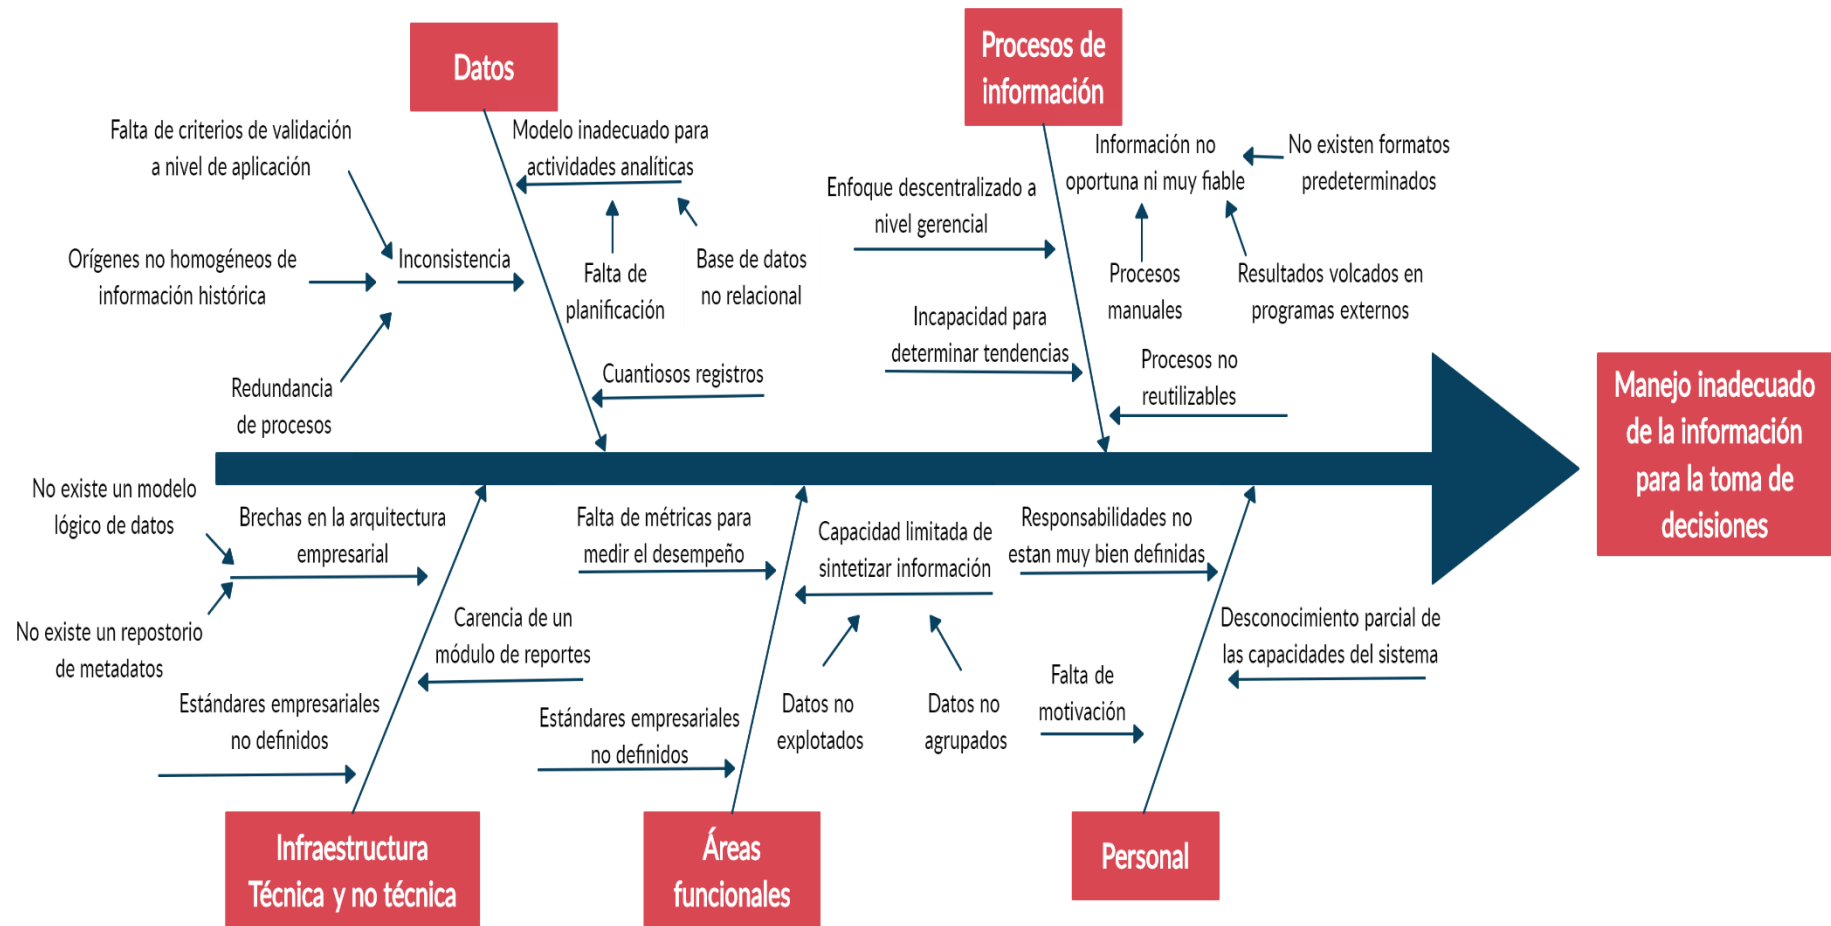 Datos
Procesos de
información
Falta de criterios de validación
a nivel de aplicación
Modelo inadecuado para
actividades analíticas
Orígenes no homogéneos de
información histórica
Inconsistencia
Falta de
planificación
Base de datos
no relacional
Redundancia
de procesos
Cuantiosos registros
Enfoque descentralizado a
nivel gerencial
Información no
oportuna ni muy fiable
No existen formatos
predeterminados
Procesos
manuales
Resultados volcados en
programas externos
Incapacidad para
determinar tendencias
Procesos no
reutilizables
Manejo inadecuado
de la información
para la toma de
decisiones
No existe un modelo
lógico de datos
Brechas en la arquitectura
empresarial
No existe un repostorio
de metadatos
Carencia de un
módulo de reportes
Estándares empresariales
no definidos
Falta de métricas para
medir el desempeño
Capacidad limitada de
sintetizar información
Estándares empresariales
no definidos
Datos no
explotados
Datos no
agrupados
Responsabilidades no
estan muy bien definidas
Desconocimiento parcial de
las capacidades del sistema
Falta de
motivación
Infraestructura
Técnica y no técnica
Áreas
funcionales
Personal